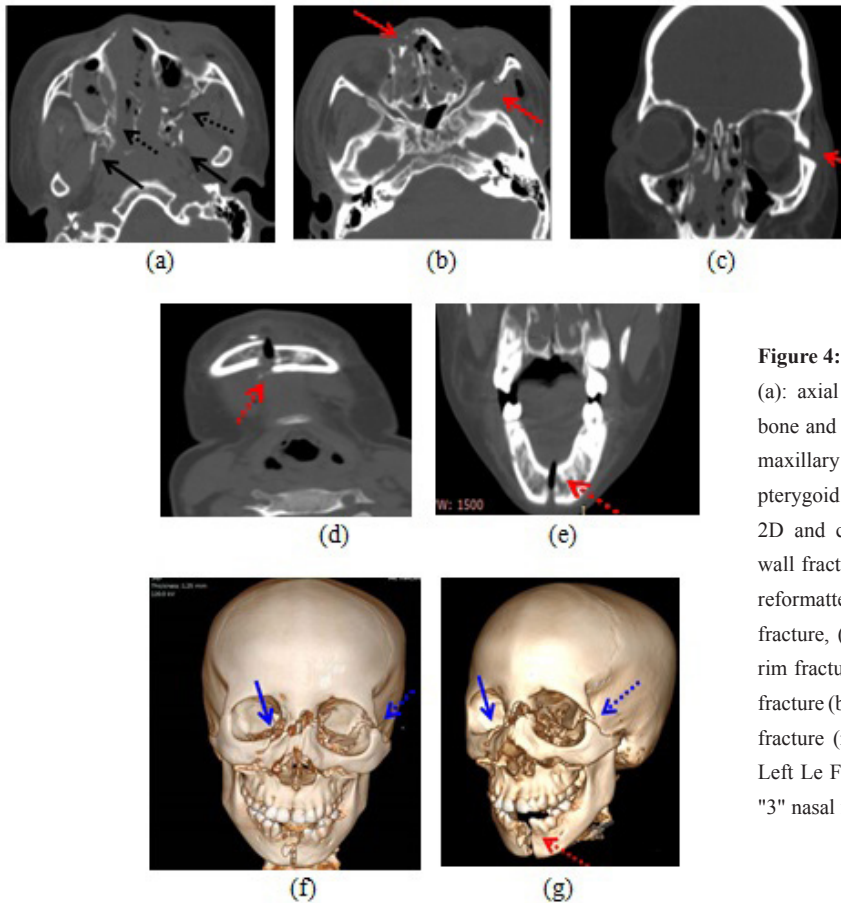 (a)
(b)
(c)
Figure 4:
(a): axial
bone and
maxillary
pterygoid
2D and c
wall fract
reformatte
fracture, (
rim fractu
fracture (b
fracture (
Left Le F
"3" nasal
W: 1500
(d)
(e)
Thickness: 1.25 mm
(f)
(g)